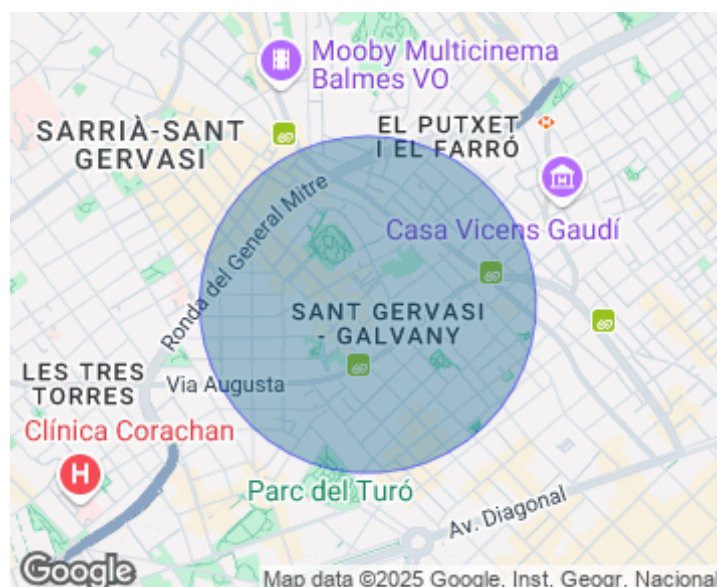 Mooby Multicinema
Balmes VO
SARRIÀ-SANT
GERVASI
EL PUTXET
I EL FARRÓ
Ronda del General Mitre
Casa Vicens Gaudí
SANT GERVASI
- GALVANY
LES TRES
TORRES
Via Augusta
Clínica Corachan
H
Parc del Turó
Av. Diagonal
Google
Map data ©2025 Google, Inst. Geogr. Nacional